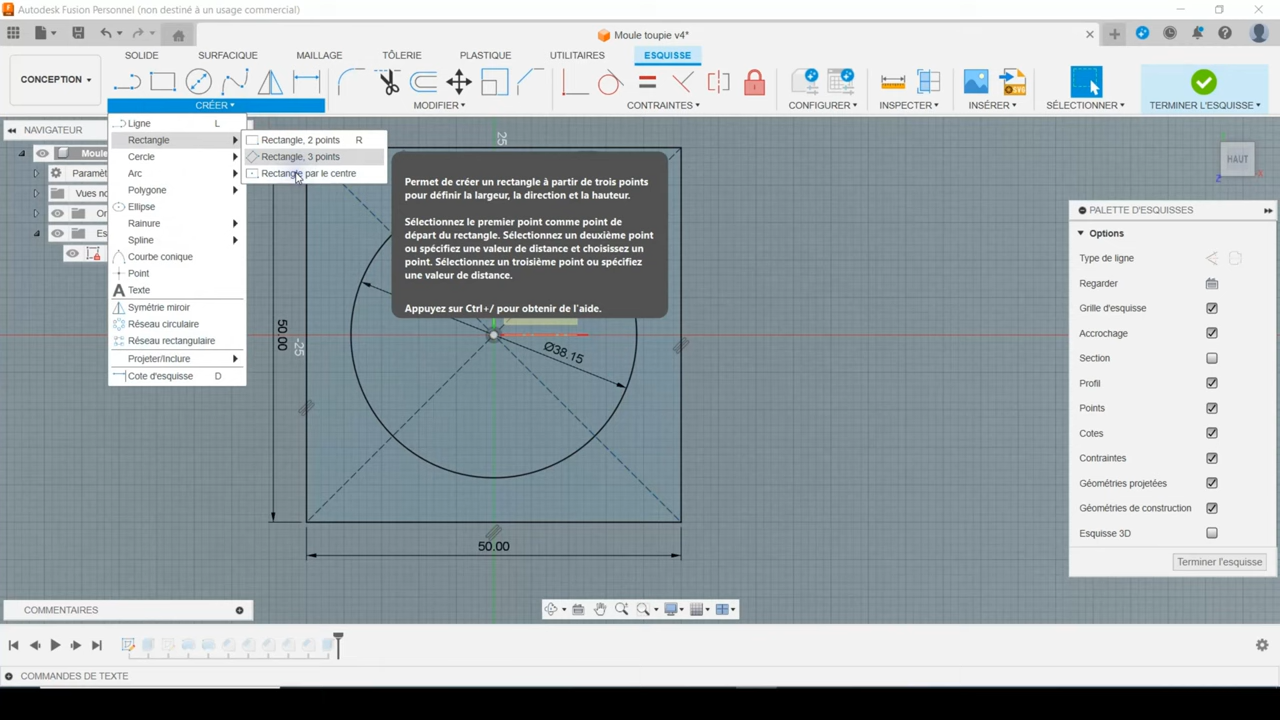 Autodesk Fusion Personnel (non destiné à un usage commercial)
Moule toupie v4*
CONCEPTION
SOLIDE
SURFACIQUE
MAILLAGE
TÔLERIE
PLASTIQUE
UTILITAIRES
ESQUISSE
CRÉER
MODIFIER
CONTRAINTES
CONFIGURER
INSPECTER
INSÉRER
SÉLECTIONNER
TERMINER L'ESQUISSE
NAVIGATEUR
Moule
Paramèt
Vues no
Or
Es
Ligne L
Rectangle
Cercle
Arc
Polygone
Ellipse
Rainure
Spline
Courbe conique
Point
Texte
Symétrie miroir
Réseau circulaire
Réseau rectangulaire
Projeter/Inclure
Cote d'esquisse D
Rectangle, 2 points R
Rectangle, 3 points
Rectangle par le centre
Permet de créer un rectangle à partir de trois points
pour définir la largeur, la direction et la hauteur.
Sélectionnez le premier point comme point de
départ du rectangle. Sélectionnez un deuxième point
ou spécifiez une valeur de distance et choisissez un
point. Sélectionnez un troisième point ou spécifiez
une valeur de distance.
Appuyez sur Ctrl+/ pour obtenir de l'aide.
25
50.00
-25
Ø38.15
50.00
HAUT
Z
X
PALETTE D'ESQUISSES
Options
Type de ligne
Regarder
Grille d'esquisse
Accrochage
Section
Profil
Points
Cotes
Contraintes
Géométries projetées
Géométries de construction
Esquisse 3D
Terminer l'esquisse
COMMENTAIRES
COMMANDES DE TEXTE